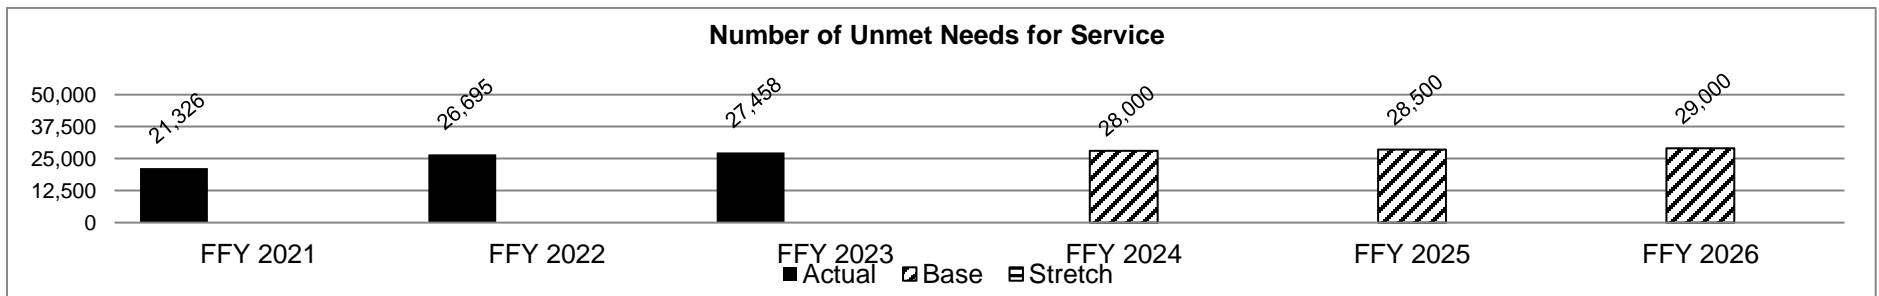 Number of Unmet Needs for Service
50,000
37,500
25,000
12,500
0
21,326
26,695
27,458
28,000
28,500
29,000
FFY 2021
FFY 2022
FFY 2023
FFY 2024
FFY 2025
FFY 2026
Actual Base Stretch